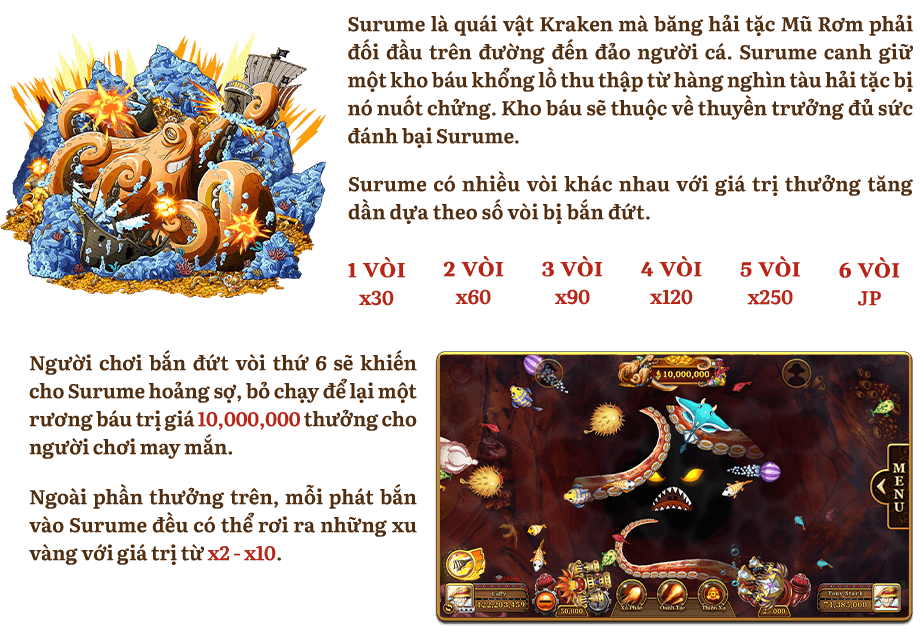 Surume là quái vật Kraken mà băng hải tặc Mũ Rơm phải
đối đầu trên đường đến đảo người cá. Surume canh giữ
một kho báu khổng lồ thu thập từ hàng nghìn tàu hải tặc bị
nó nuốt chửng. Kho báu sẽ thuộc về thuyền trưởng đủ sức
đánh bại Surume.
Surume có nhiều vòi khác nhau với giá trị thưởng tăng
dần dựa theo số vòi bị bắn đứt.
1 VÒI 2 VÒI 3 VÒI 4 VÒI 5 VÒI 6 VÒI
x30 x60 x90 x120 x250 JP
Người chơi bắn đứt vòi thứ 6 sẽ khiến
cho Surume hoảng sợ, bỏ chạy để lại một
rương báu trị giá 10,000,000 thưởng cho
người chơi may mắn.
Ngoài phần thưởng trên, mỗi phát bắn
vào Surume đều có thể rơi ra những xu
vàng với giá trị từ x2 - x10.
$ 10,000,000
MENU
Luffy
122,203,459
50,000
Xả Pháo
Oanh Tạc
Thiện Xạ
Tony Stark
74,385,000